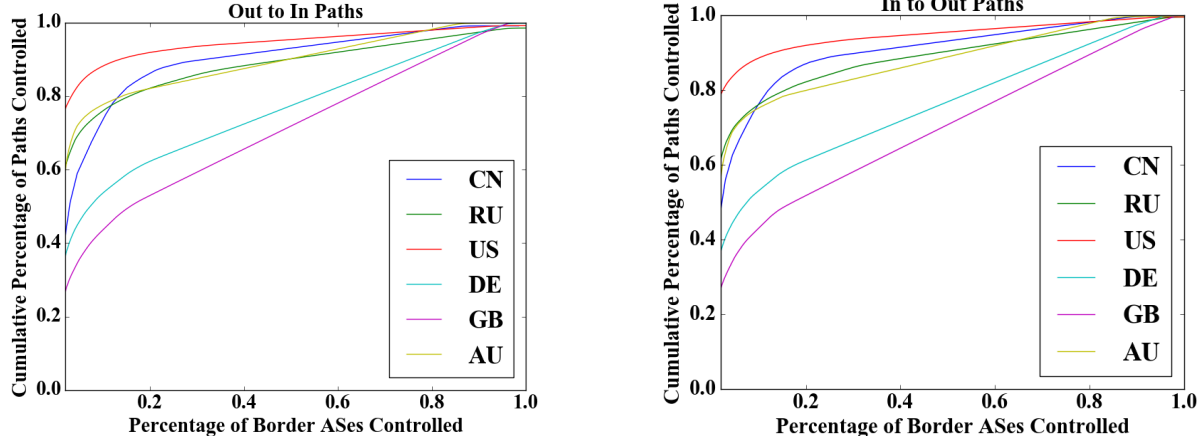 Out to In Paths
Cumulative Percentage of Paths Controlled
1.0
0.8
0.6
0.4
0.2
0.0
CN
RU
US
DE
GB
AU
0.2 0.4 0.6 0.8 1.0
Percentage of Border ASes Controlled
In to Out Paths
Cumulative Percentage of Paths Controlled
1.0
0.8
0.6
0.4
0.2
0.0
CN
RU
US
DE
GB
AU
0.2 0.4 0.6 0.8 1.0
Percentage of Border ASes Controlled